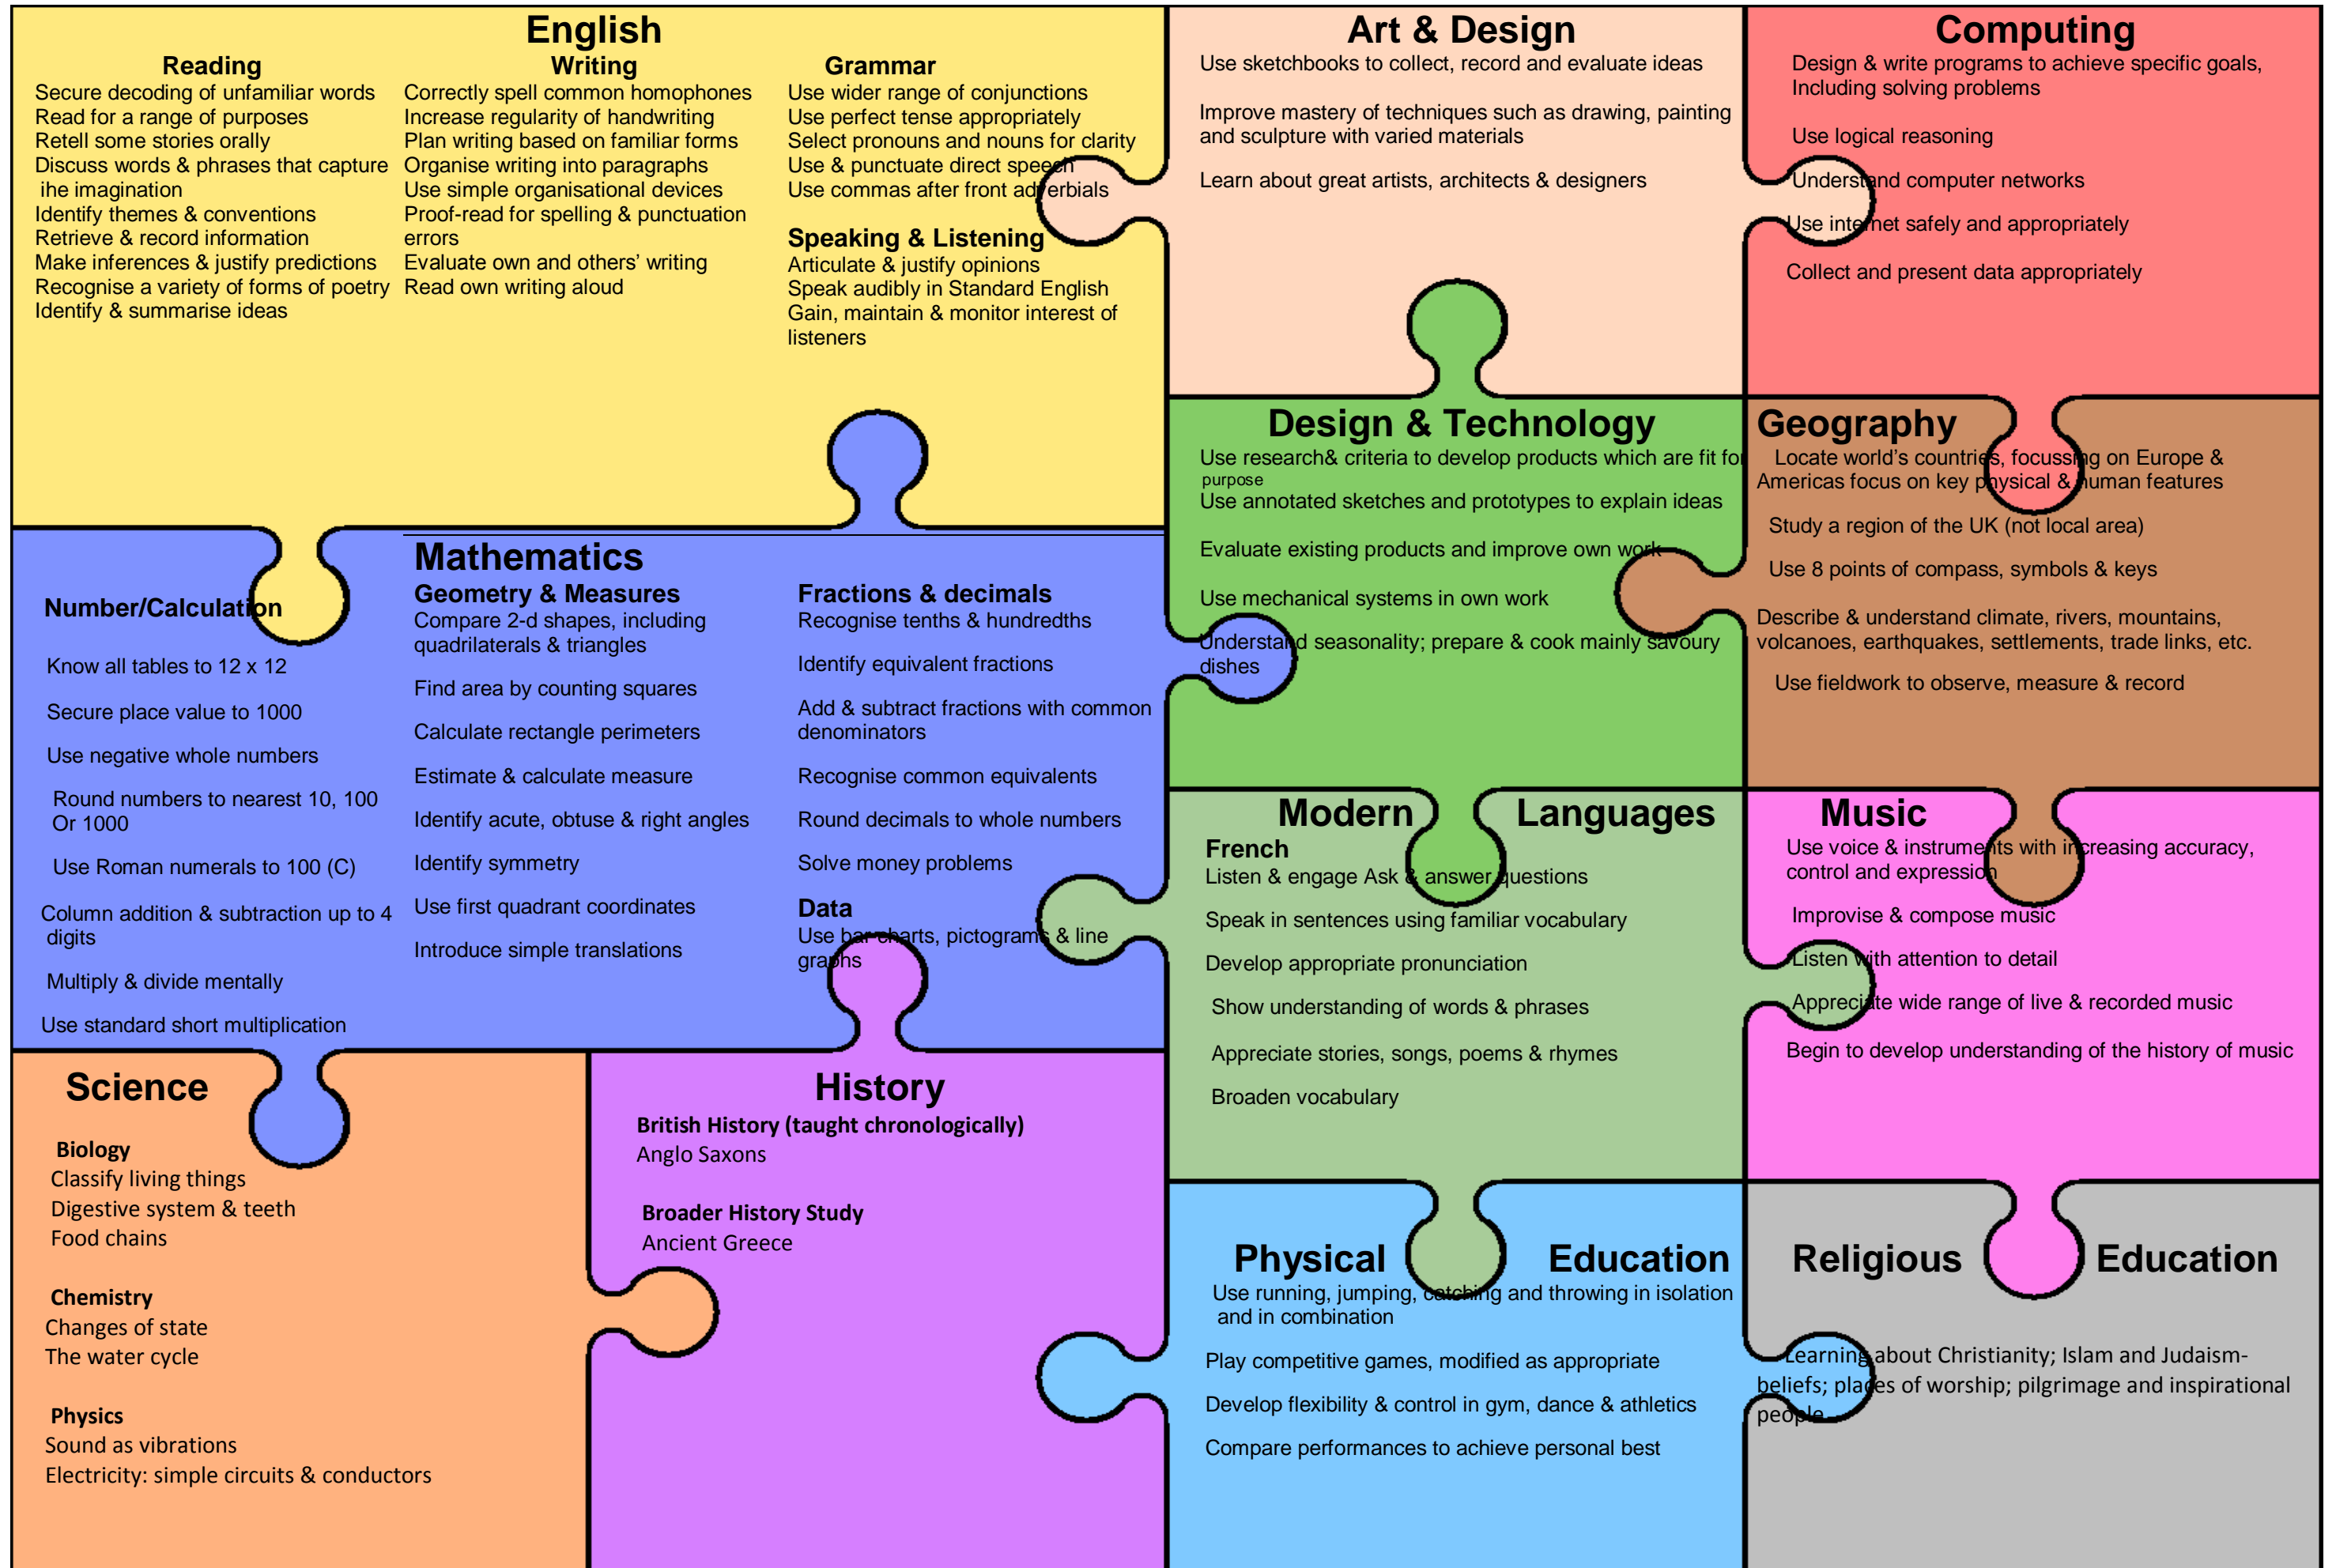 English
Reading
Secure decoding of unfamiliar words
Read for a range of purposes
Retell some stories orally
Discuss words & phrases that capture
ihe imagination
Identify themes & conventions
Retrieve & record information
Make inferences & justify predictions
Recognise a variety of forms of poetry
Identify & summarise ideas
Writing
Correctly spell common homophones
Increase regularity of handwriting
Plan writing based on familiar forms
Organise writing into paragraphs
Use simple organisational devices
Proof-read for spelling & punctuation
errors
Evaluate own and others’ writing
Read own writing aloud
Grammar
Use wider range of conjunctions
Use perfect tense appropriately
Select pronouns and nouns for clarity
Use & punctuate direct speech
Use commas after front adverbials
Speaking & Listening
Articulate & justify opinions
Speak audibly in Standard English
Gain, maintain & monitor interest of
listeners
Art & Design
Use sketchbooks to collect, record and evaluate ideas
Improve mastery of techniques such as drawing, painting
and sculpture with varied materials
Learn about great artists, architects & designers
Computing
Design & write programs to achieve specific goals,
Including solving problems
Use logical reasoning
Understand computer networks
Use internet safely and appropriately
Collect and present data appropriately
Mathematics
Number/Calculation
Know all tables to 12 x 12
Secure place value to 1000
Use negative whole numbers
Round numbers to nearest 10, 100
Or 1000
Use Roman numerals to 100 (C)
Column addition & subtraction up to 4
digits
Multiply & divide mentally
Use standard short multiplication
Geometry & Measures
Compare 2-d shapes, including
quadrilaterals & triangles
Find area by counting squares
Calculate rectangle perimeters
Estimate & calculate measure
Identify acute, obtuse & right angles
Identify symmetry
Use first quadrant coordinates
Introduce simple translations
Fractions & decimals
Recognise tenths & hundredths
Identify equivalent fractions
Add & subtract fractions with common
denominators
Recognise common equivalents
Round decimals to whole numbers
Solve money problems
Data
Use bar charts, pictograms & line
graphs
Design & Technology
Use research& criteria to develop products which are fit for
purpose
Use annotated sketches and prototypes to explain ideas
Evaluate existing products and improve own work
Use mechanical systems in own work
Understand seasonality; prepare & cook mainly savoury
dishes
Geography
Locate world’s countries, focussing on Europe &
Americas focus on key physical & human features
Study a region of the UK (not local area)
Use 8 points of compass, symbols & keys
Describe & understand climate, rivers, mountains,
volcanoes, earthquakes, settlements, trade links, etc.
Use fieldwork to observe, measure & record
Modern Languages
French
Listen & engage Ask & answer questions
Speak in sentences using familiar vocabulary
Develop appropriate pronunciation
Show understanding of words & phrases
Appreciate stories, songs, poems & rhymes
Broaden vocabulary
Music
Use voice & instruments with increasing accuracy,
control and expression
Improvise & compose music
Listen with attention to detail
Appreciate wide range of live & recorded music
Begin to develop understanding of the history of music
Science
Biology
Classify living things
Digestive system & teeth
Food chains
Chemistry
Changes of state
The water cycle
Physics
Sound as vibrations
Electricity: simple circuits & conductors
History
British History (taught chronologically)
Anglo Saxons
Broader History Study
Ancient Greece
Physical Education
Use running, jumping, catching and throwing in isolation
and in combination
Play competitive games, modified as appropriate
Develop flexibility & control in gym, dance & athletics
Compare performances to achieve personal best
Religious Education
Learning about Christianity; Islam and Judaism-
beliefs; places of worship; pilgrimage and inspirational
people